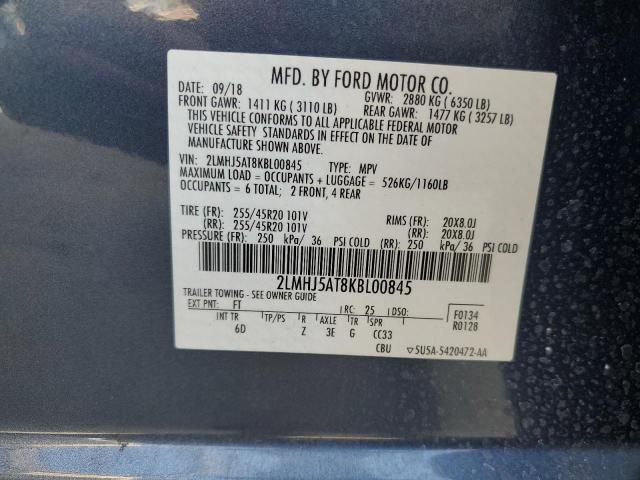 MFD. BY FORD MOTOR CO.
DATE: 09/18 GVWR: 2880 KG ( 6350 LB)
FRONT GAWR: 1411 KG ( 3110 LB) REAR GAWR: 1477 KG ( 3257 LB)
THIS VEHICLE CONFORMS TO ALL APPLICABLE FEDERAL MOTOR
VEHICLE SAFETY STANDARDS IN EFFECT ON THE DATE OF
MANUFACTURE SHOWN ABOVE.
VIN: 2LMHJ5AT8KBL00845 TYPE: MPV
MAXIMUM LOAD = OCCUPANTS + LUGGAGE = 526KG/1160LB
OCCUPANTS = 6 TOTAL; 2 FRONT, 4 REAR
TIRE (FR): 255/45R20 101V RIMS (FR): 20X8.0J
(RR): 255/45R20 101V (RR): 20X8.0J
PRESSURE (FR): 250 kPa/ 36 PSI COLD (RR): 250 kPa/ 36 PSI COLD
2LMHJ5AT8KBL00845
TRAILER TOWING - SEE OWNER GUIDE
EXT PNT: FT RC: 25 DSO: F0134
INT TR TP/PS R AXLE TR SPR R0128
6D Z 3E G CC33
CBU 5U5A-5420472-AA